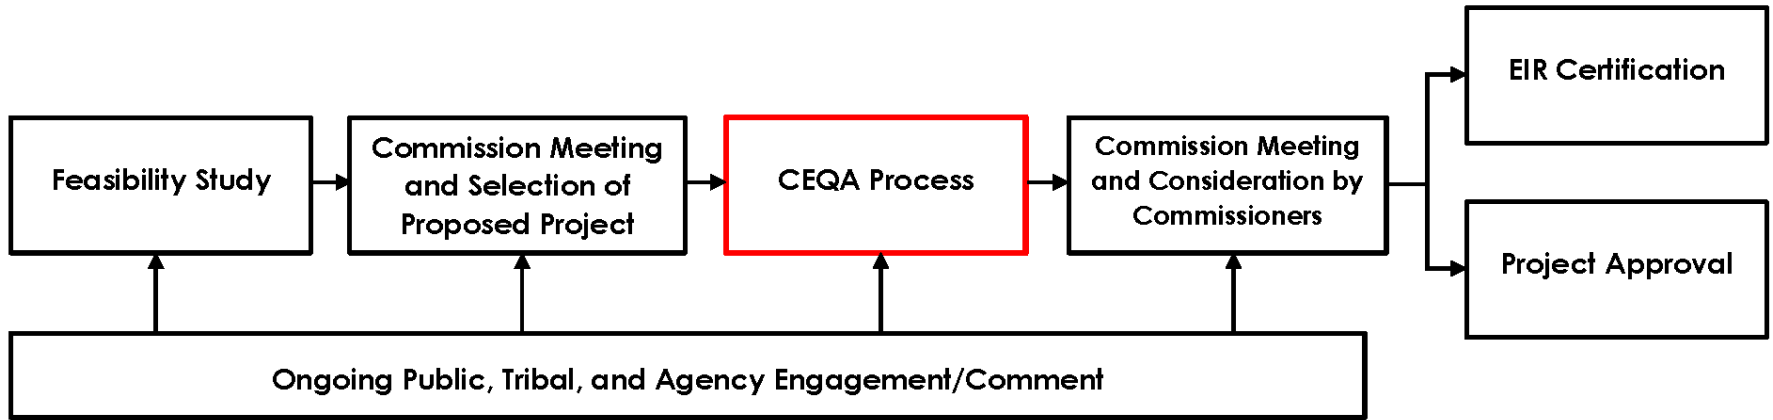 Feasibility Study
Commission Meeting
and Selection of
Proposed Project
CEQA Process
Commission Meeting
and Consideration by
Commissioners
EIR Certification
Project Approval
Ongoing Public, Tribal, and Agency Engagement/Comment